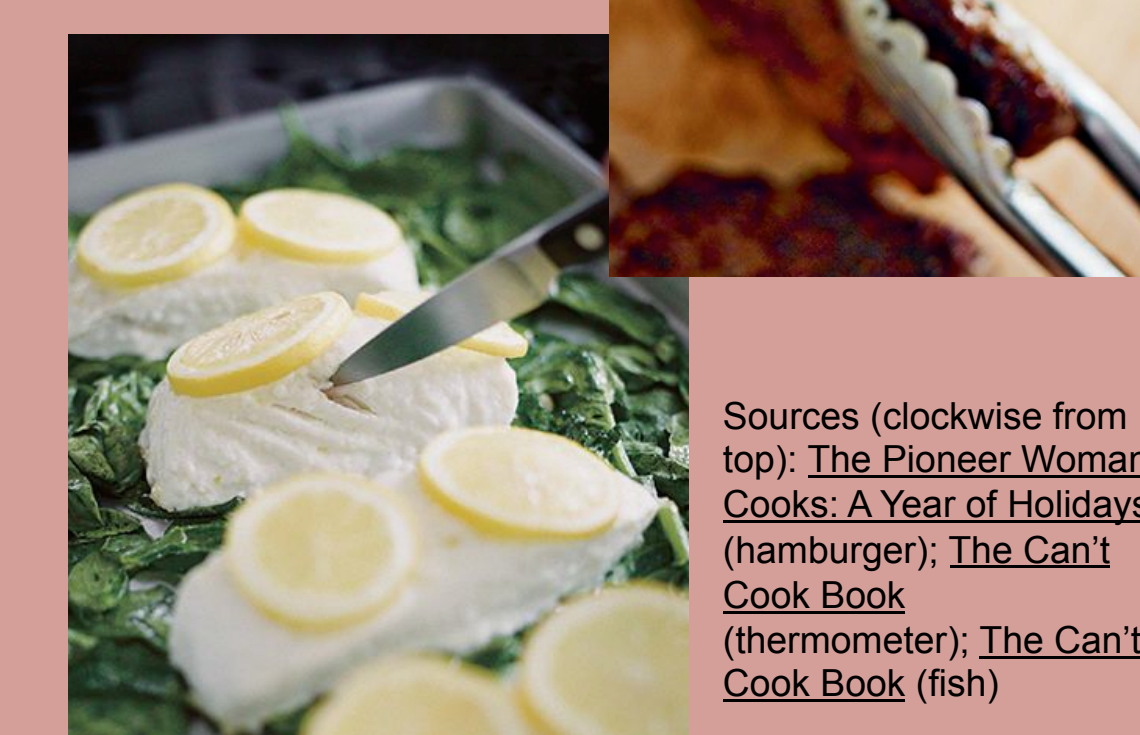 Sources (clockwise from
top): The Pioneer Woman
Cooks: A Year of Holidays
(hamburger); The Can’t
Cook Book
(thermometer); The Can’t
Cook Book (fish)